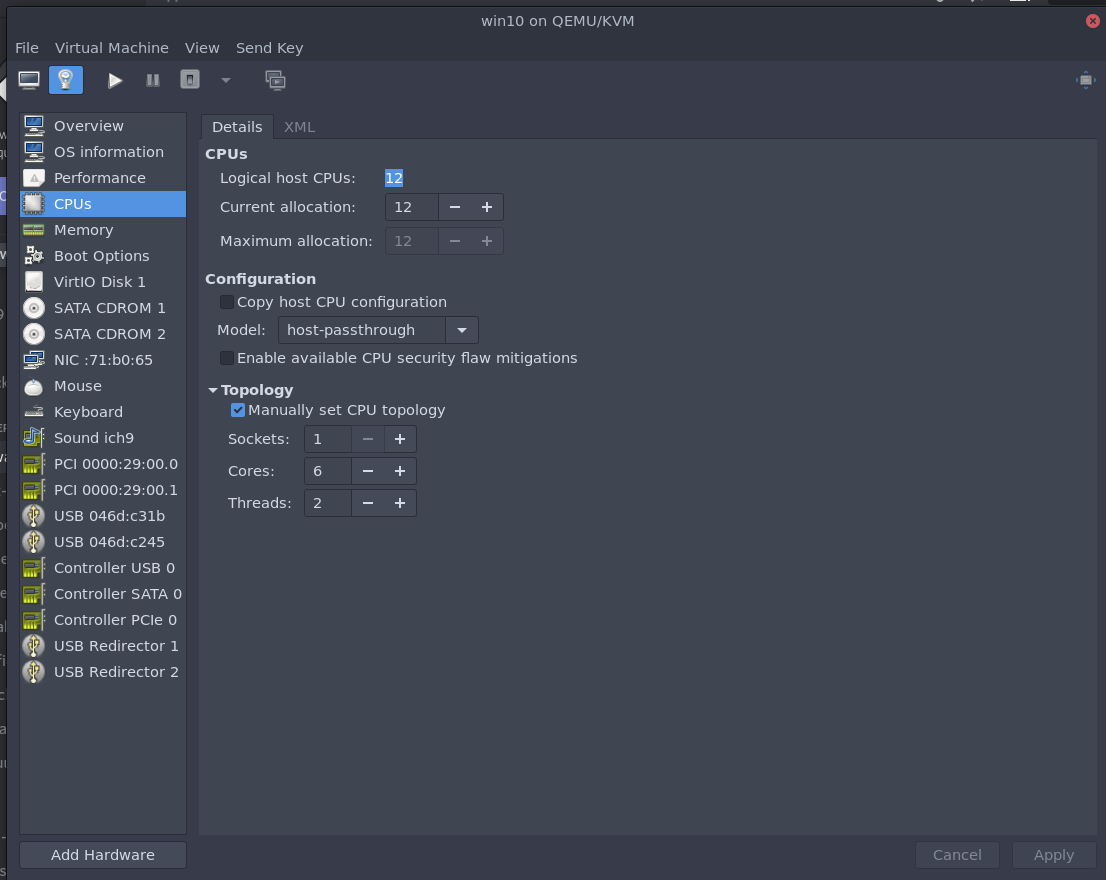 win10 on QEMU/KVM
File Virtual Machine View Send Key
Overview
OS information
Performance
CPUs
Memory
Boot Options
VirtIO Disk 1
SATA CDROM 1
SATA CDROM 2
NIC :71:b0:65
Mouse
Keyboard
Sound ich9
PCI 0000:29:00.0
PCI 0000:29:00.1
USB 046d:c31b
USB 046d:c245
Controller USB 0
Controller SATA 0
Controller PCIe 0
USB Redirector 1
USB Redirector 2
Add Hardware
Details XML
CPUs
Logical host CPUs: 12
Current allocation: 12 − +
Maximum allocation: 12 − +
Configuration
Copy host CPU configuration
Model: host-passthrough
Enable available CPU security flaw mitigations
Topology
Manually set CPU topology
Sockets: 1 − +
Cores: 6 − +
Threads: 2 − +
Cancel Apply